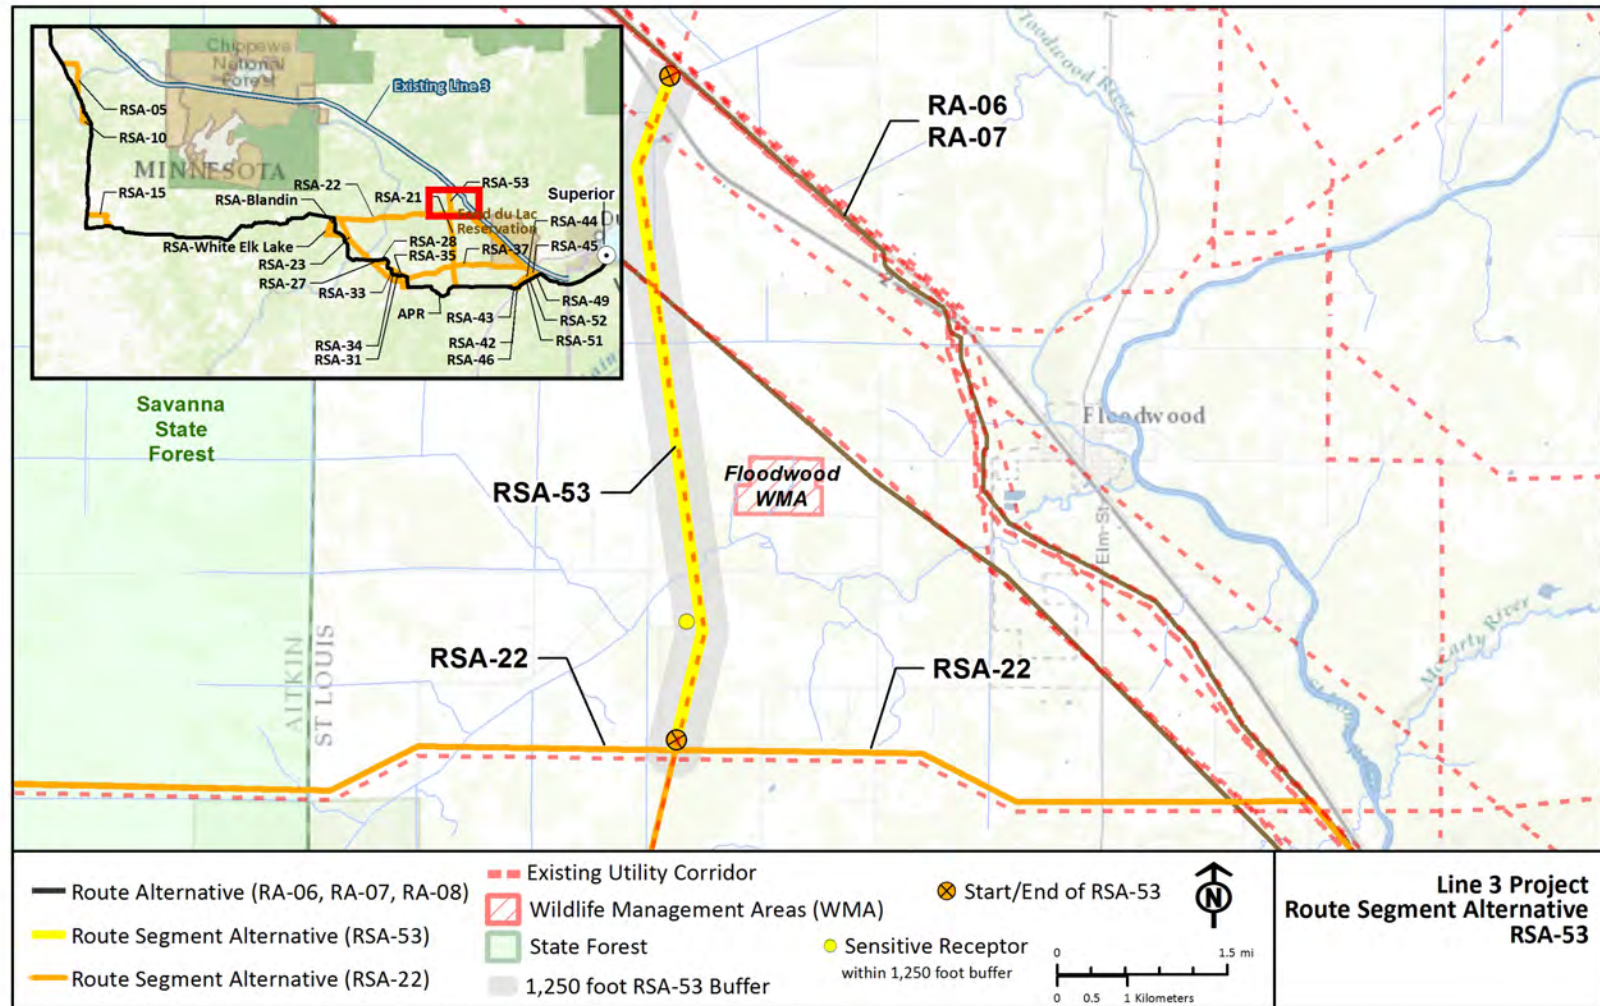 Chippewa
National
Forest
Existing Line 3
RSA-05
RSA-10
MINNESOTA
RSA-15
RSA-22
RSA-53
RSA-21
RSA-Blandin
Superior
Fond du Lac
Reservation
RSA-44
RSA-White Elk Lake
RSA-28
RSA-37
RSA-45
RSA-23
RSA-35
RSA-27
RSA-33
RSA-49
APR
RSA-43
RSA-52
RSA-34
RSA-42
RSA-51
RSA-31
RSA-46
Floodwood
River
RA-06
RA-07
Savanna
State
Forest
Floodwood
RSA-53
Floodwood
WMA
Elm St
RSA-22
RSA-22
AITKIN
ST LOUIS
McCarty River
Route Alternative (RA-06, RA-07, RA-08)
Route Segment Alternative (RSA-53)
Route Segment Alternative (RSA-22)
Existing Utility Corridor
Wildlife Management Areas (WMA)
State Forest
1,250 foot RSA-53 Buffer
Start/End of RSA-53
Sensitive Receptor
within 1,250 foot buffer
N
0 1.5 mi
0 0.5 1 Kilometers
Line 3 Project
Route Segment Alternative
RSA-53